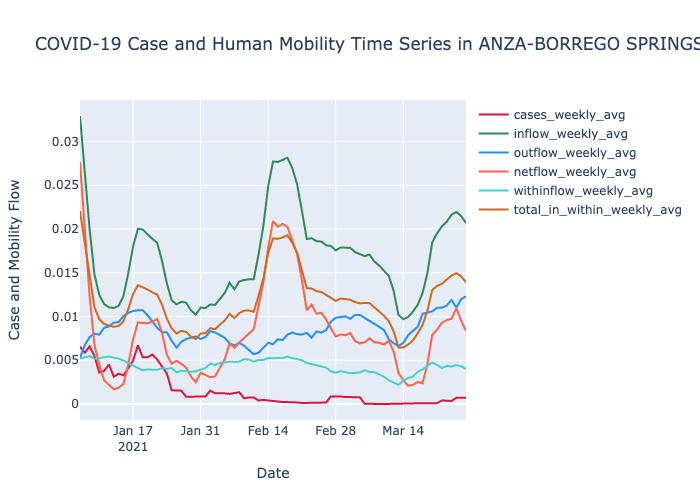 COVID-19 Case and Human Mobility Time Series in ANZA-BORREGO SPRINGS
cases_weekly_avg
inflow_weekly_avg
outflow_weekly_avg
netflow_weekly_avg
withinflow_weekly_avg
total_in_within_weekly_avg
Case and Mobility Flow
0.03
0.025
0.02
0.015
0.01
0.005
0
Jan 17
2021
Jan 31
Feb 14
Feb 28
Mar 14
Date